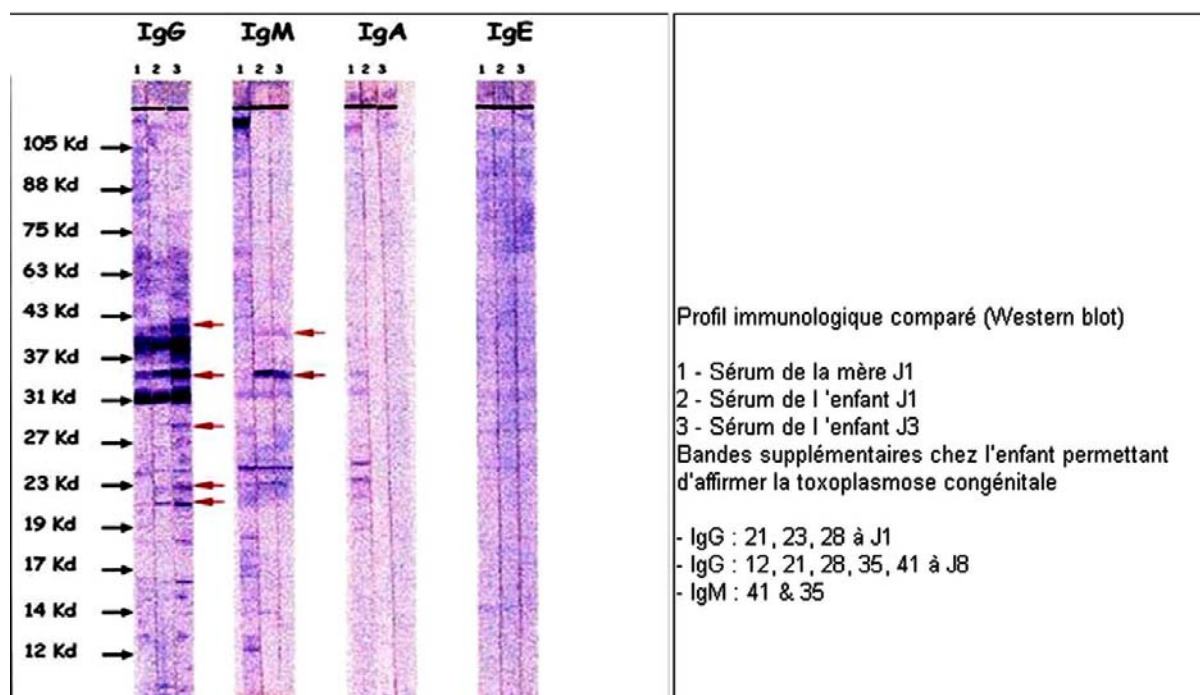 IgG IgM IgA IgE
1 2 3 1 2 3 1 2 3 1 2 3
105 Kd
88 Kd
75 Kd
63 Kd
43 Kd
37 Kd
31 Kd
27 Kd
23 Kd
19 Kd
17 Kd
14 Kd
12 Kd
Profil immunologique comparé (Western blot)
1 - Sérum de la mère J1
2 - Sérum de l 'enfant J1
3 - Sérum de l 'enfant J3
Bandes supplémentaires chez l'enfant permettant
d'affirmer la toxoplasmose congénitale
- IgG : 21, 23, 28 à J1
- IgG : 12, 21, 28, 35, 41 à J8
- IgM : 41 & 35